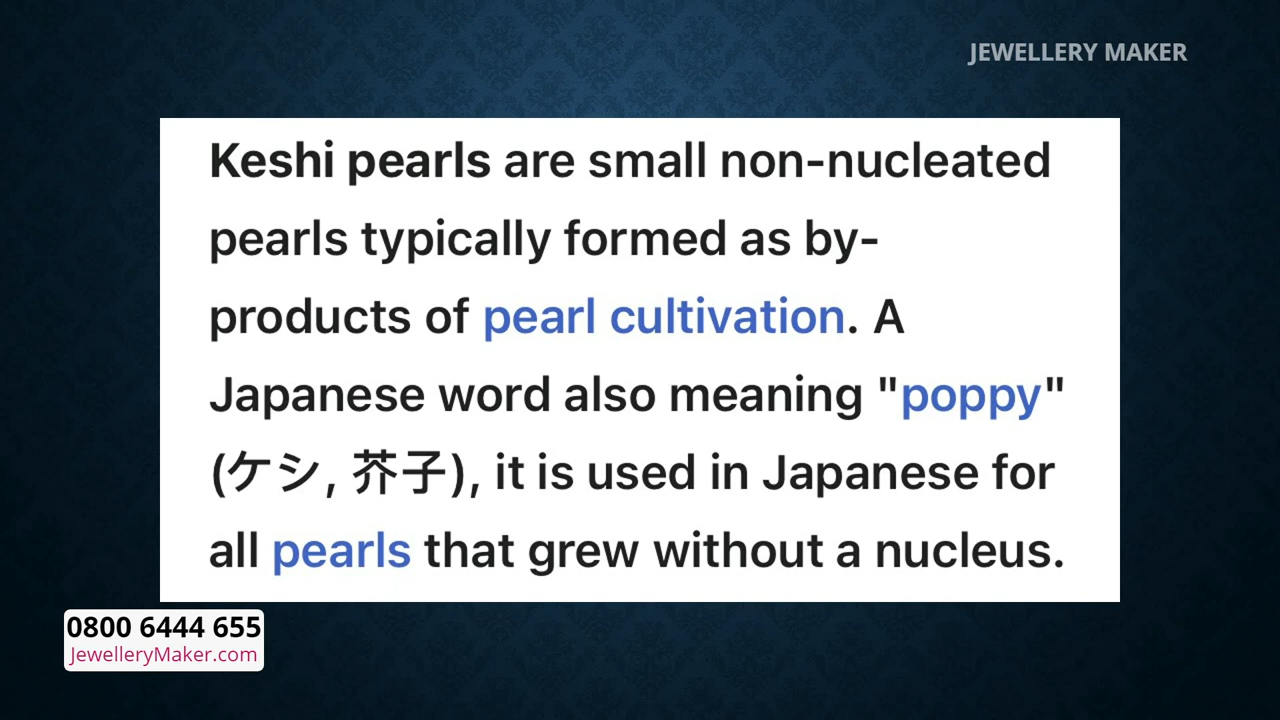 JEWELLERY MAKER
Keshi pearls are small non-nucleated
pearls typically formed as by-
products of pearl cultivation. A
Japanese word also meaning "poppy"
(ケシ, 芥子), it is used in Japanese for
all pearls that grew without a nucleus.
0800 6444 655
JewelleryMaker.com